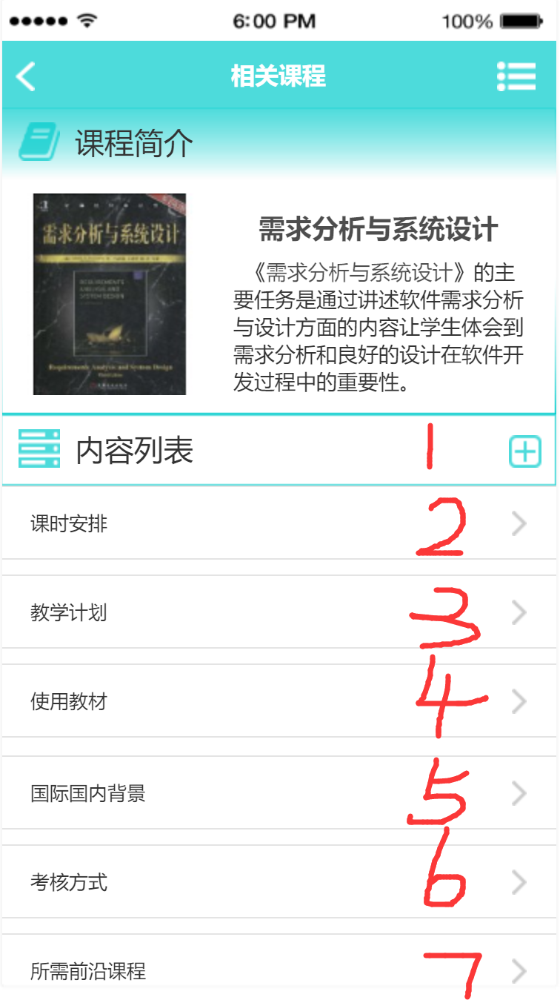 6:00 PM 100%
相关课程
课程简介
需求分析与系统设计
REQUIREMENTS
ANALYSIS AND
SYSTEM DESIGN
Requirements Analysis and System Design
需求分析与系统设计
《需求分析与系统设计》的主
要任务是通过讲述软件需求分析
与设计方面的内容让学生体会到
需求分析和良好的设计在软件开
发过程中的重要性。
内容列表 1
课时安排 2
教学计划 3
使用教材 4
国际国内背景 5
考核方式 6
所需前沿课程 7